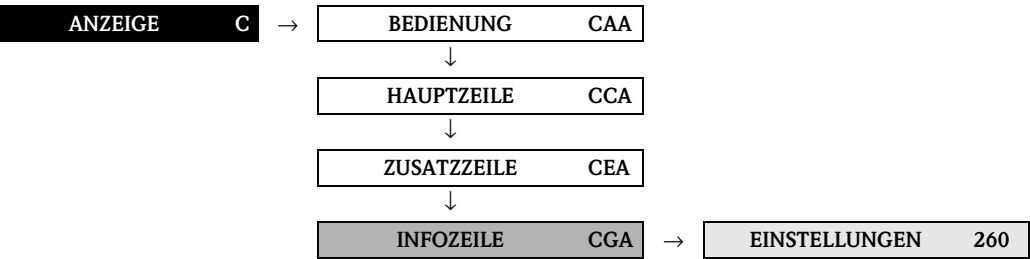 ANZEIGE C → BEDIENUNG CAA
↓
HAUPTZEILE CCA
↓
ZUSATZZEILE CEA
↓
INFOZEILE CGA → EINSTELLUNGEN 260